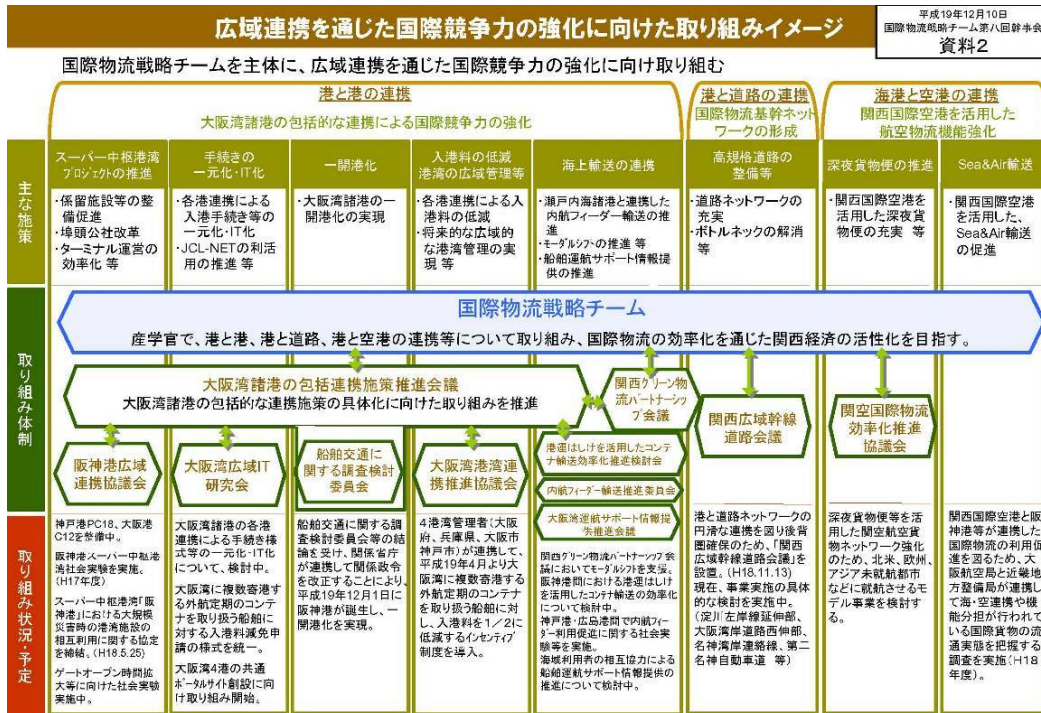 広域連携を通じた国際競争力の強化に向けた取り組みイメージ
平成19年12月10日
国際物流戦略チーム第八回幹事会
資料2
国際物流戦略チームを主体に、広域連携を通じた国際競争力の強化に向け取り組む
港と港の連携
大阪湾諸港の包括的な連携による国際競争力の強化
港と道路の連携
国際物流基幹ネット
ワークの形成
海港と空港の連携
関西国際空港を活用した
航空物流機能強化
主な施策
スーパー中枢港湾
プロジェクトの推進
・係留施設等の整
備促進
・埠頭公社改革
・ターミナル運営の
効率化 等
手続きの
一元化・IT化
・各港連携による
入港手続き等の
一元化・IT化
・JCL-NETの利活
用の推進 等
一開港化
・大阪湾諸港の一
開港化の実現
入港料の低減
港湾の広域管理等
・各港連携による入
港料の低減
・将来的な広域的
な港湾管理の実
現 等
海上輸送の連携
・瀬戸内海諸港と連携した
内航フィーダー輸送の推
進
・モーダルシフトの推進 等
・船舶運航サポート情報提
供の推進
高規格道路の
整備等
・道路ネットワークの
充実
・ボトルネックの解消
等
深夜貨物便の推進
・関西国際空港を
活用した深夜貨
物便の充実 等
Sea&Air輸送
・関西国際空港
を活用した、
Sea&Air輸送
の促進
取り組み体制
国際物流戦略チーム
産学官で、港と港、港と道路、港と空港の連携等について取り組み、国際物流の効率化を通じた関西経済の活性化を目指す。
大阪湾諸港の包括連携施策推進会議
大阪湾諸港の包括的な連携施策の具体化に向けた取り組みを推進
関西グリーン物
流パートナーシッ
プ会議
関西広域幹線
道路会議
関空国際物流
効率化推進
協議会
阪神港広域
連携協議会
大阪湾広域IT
研究会
船舶交通に
関する調査検討
委員会
大阪湾港湾連
携推進協議会
港運はしけを活用したコンテ
ナ輸送効率化推進検討会
内航フィーダー輸送推進委員会
大阪湾運航サポート情報提
供推進会議
取り組み状況・予定
神戸港PC18、大阪港
C12を整備中。
阪神港スーパー中枢港
湾社会実験を実施。
(H17年度)
スーパー中枢港湾「阪
神港」における大規模
災害時の港湾施設の
相互利用に関する協定
を締結。(H18.5.25)
ゲートオープン時間拡
大等に向けた社会実験
実施中。
大阪湾諸港の各港
連携による手続き様
式等の一元化・IT化
について、検討中。
大阪湾に複数寄港す
る外航定期のコンテ
ナを取り扱う船舶に
対する入港料減免申
請の様式を統一。
大阪湾4港の共通
ポータルサイト創設に向
け取り組み開始。
船舶交通に関する調
査検討委員会等の結
論を受け、関係省庁
が連携して関係政令
を改正することにより、
平成19年12月1日に
阪神港が誕生し、一
開港化を実現。
4港湾管理者(大阪
府、兵庫県、大阪市
神戸市)が連携して、
平成19年4月より大
阪湾に複数寄港する
外航定期のコンテナ
を取り扱う船舶に対
し、入港料を1/2に
低減するインセンティブ
制度を導入。
関西グリーン物流パートナーシップ会
議においてモーダルシフトを支援。
阪神港間における港運はしけ
を活用したコンテナ輸送の効率化
について検討中。
神戸港・広島港間で内航フィー
ダー利用促進に関する社会実
験等を実施。
海域利用者の相互協力による
船舶運航サポート情報提供の
推進について検討中。
港と道路ネットワークの
円滑な連携を図り後背
圏確保のため、「関西
広域幹線道路会議」を
設置。(H18.11.13)
現在、事業実施の具体
的な検討を実施中。
(淀川左岸線延伸部、
大阪湾岸道路西伸部、
名神湾岸連絡線、第二
名神自動車道 等)
深夜貨物便等を活
用した関空航空貨
物ネットワーク強化
のため、北米、欧州、
アジア未就航都市
などに就航させるモ
デル事業を検討す
る。
関西国際空港と阪
神港等が連携した
国際物流の利用促
進を図るため、大
阪航空局と近畿地
方整備局が連携し
て海・空連携や機
能分担が行われて
いる国際貨物の流
通実態を把握する
調査を実施(H18
年度)。